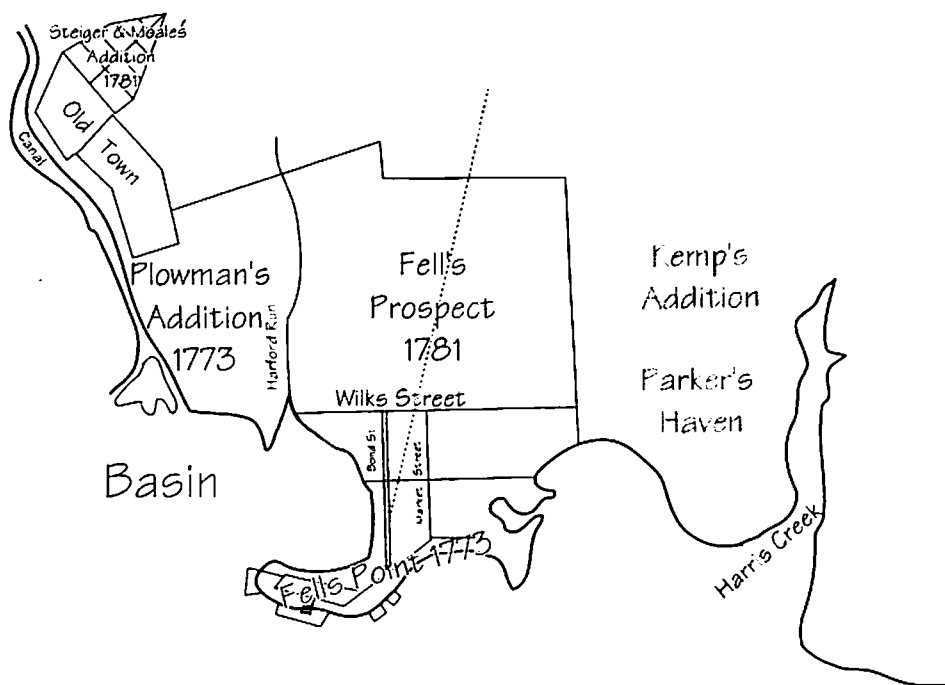 Steiger & Moale's
Addition
1781
Old
Town
Canal
Plowman's
Addition
1773
Harford Run
Fell's
Prospect
1781
Kemp's
Addition
Parker's
Haven
Wilks Street
Bond St
Market Street
Basin
Fells Point 1773
Harris Creek